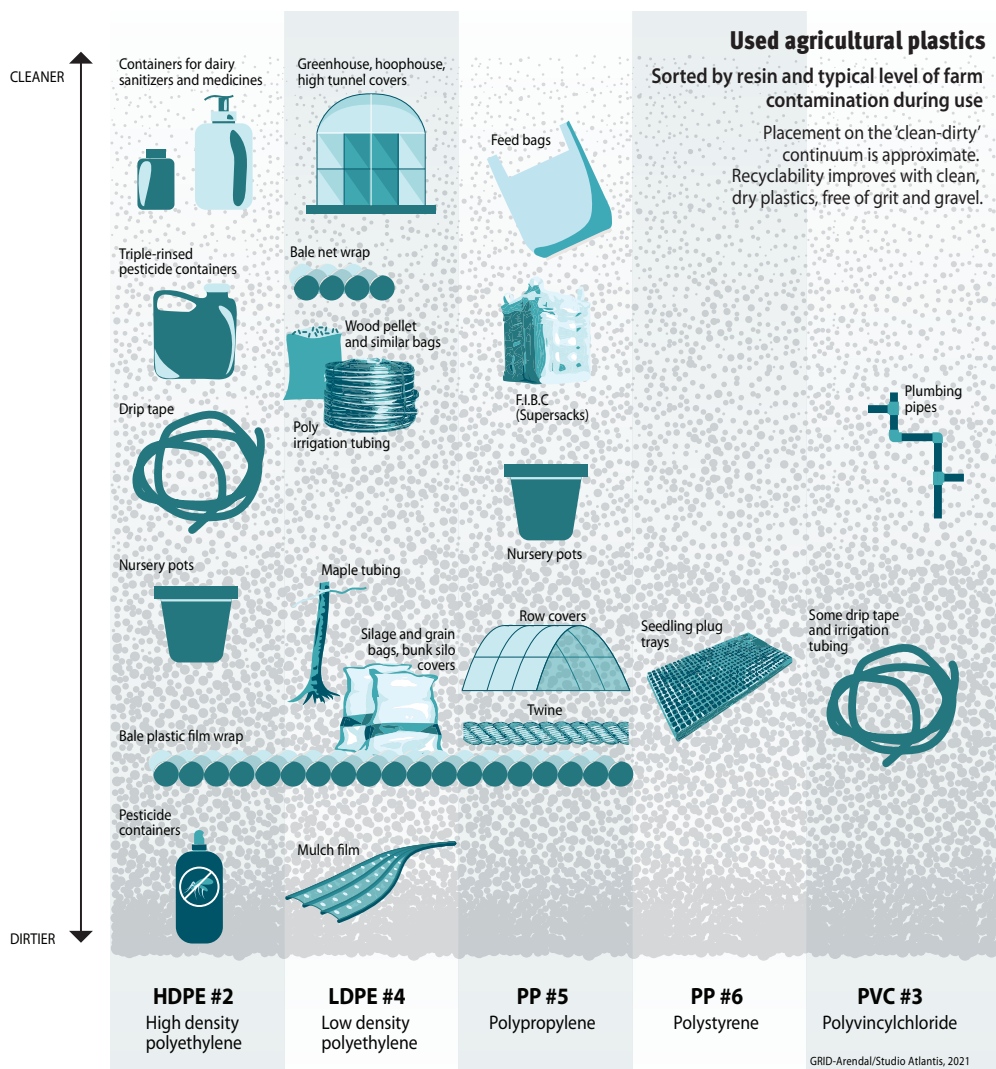 Used agricultural plastics
Sorted by resin and typical level of farm
contamination during use
Placement on the ‘clean-dirty’
continuum is approximate.
Recyclability improves with clean,
dry plastics, free of grit and gravel.
CLEANER
Containers for dairy
sanitizers and medicines
Greenhouse, hoophouse,
high tunnel covers
Feed bags
Triple-rinsed
pesticide containers
Bale net wrap
Wood pellet
and similar bags
F.I.B.C
(Supersacks)
Plumbing
pipes
Drip tape
Poly
irrigation tubing
Nursery pots
Nursery pots
Maple tubing
Silage and grain
bags, bunk silo
covers
Row covers
Seedling plug
trays
Some drip tape
and irrigation
tubing
Twine
Bale plastic film wrap
Pesticide
containers
Mulch film
DIRTIER
HDPE #2
High density
polyethylene
LDPE #4
Low density
polyethylene
PP #5
Polypropylene
PP #6
Polystyrene
PVC #3
Polyvincylchloride
GRID-Arendal/Studio Atlantis, 2021